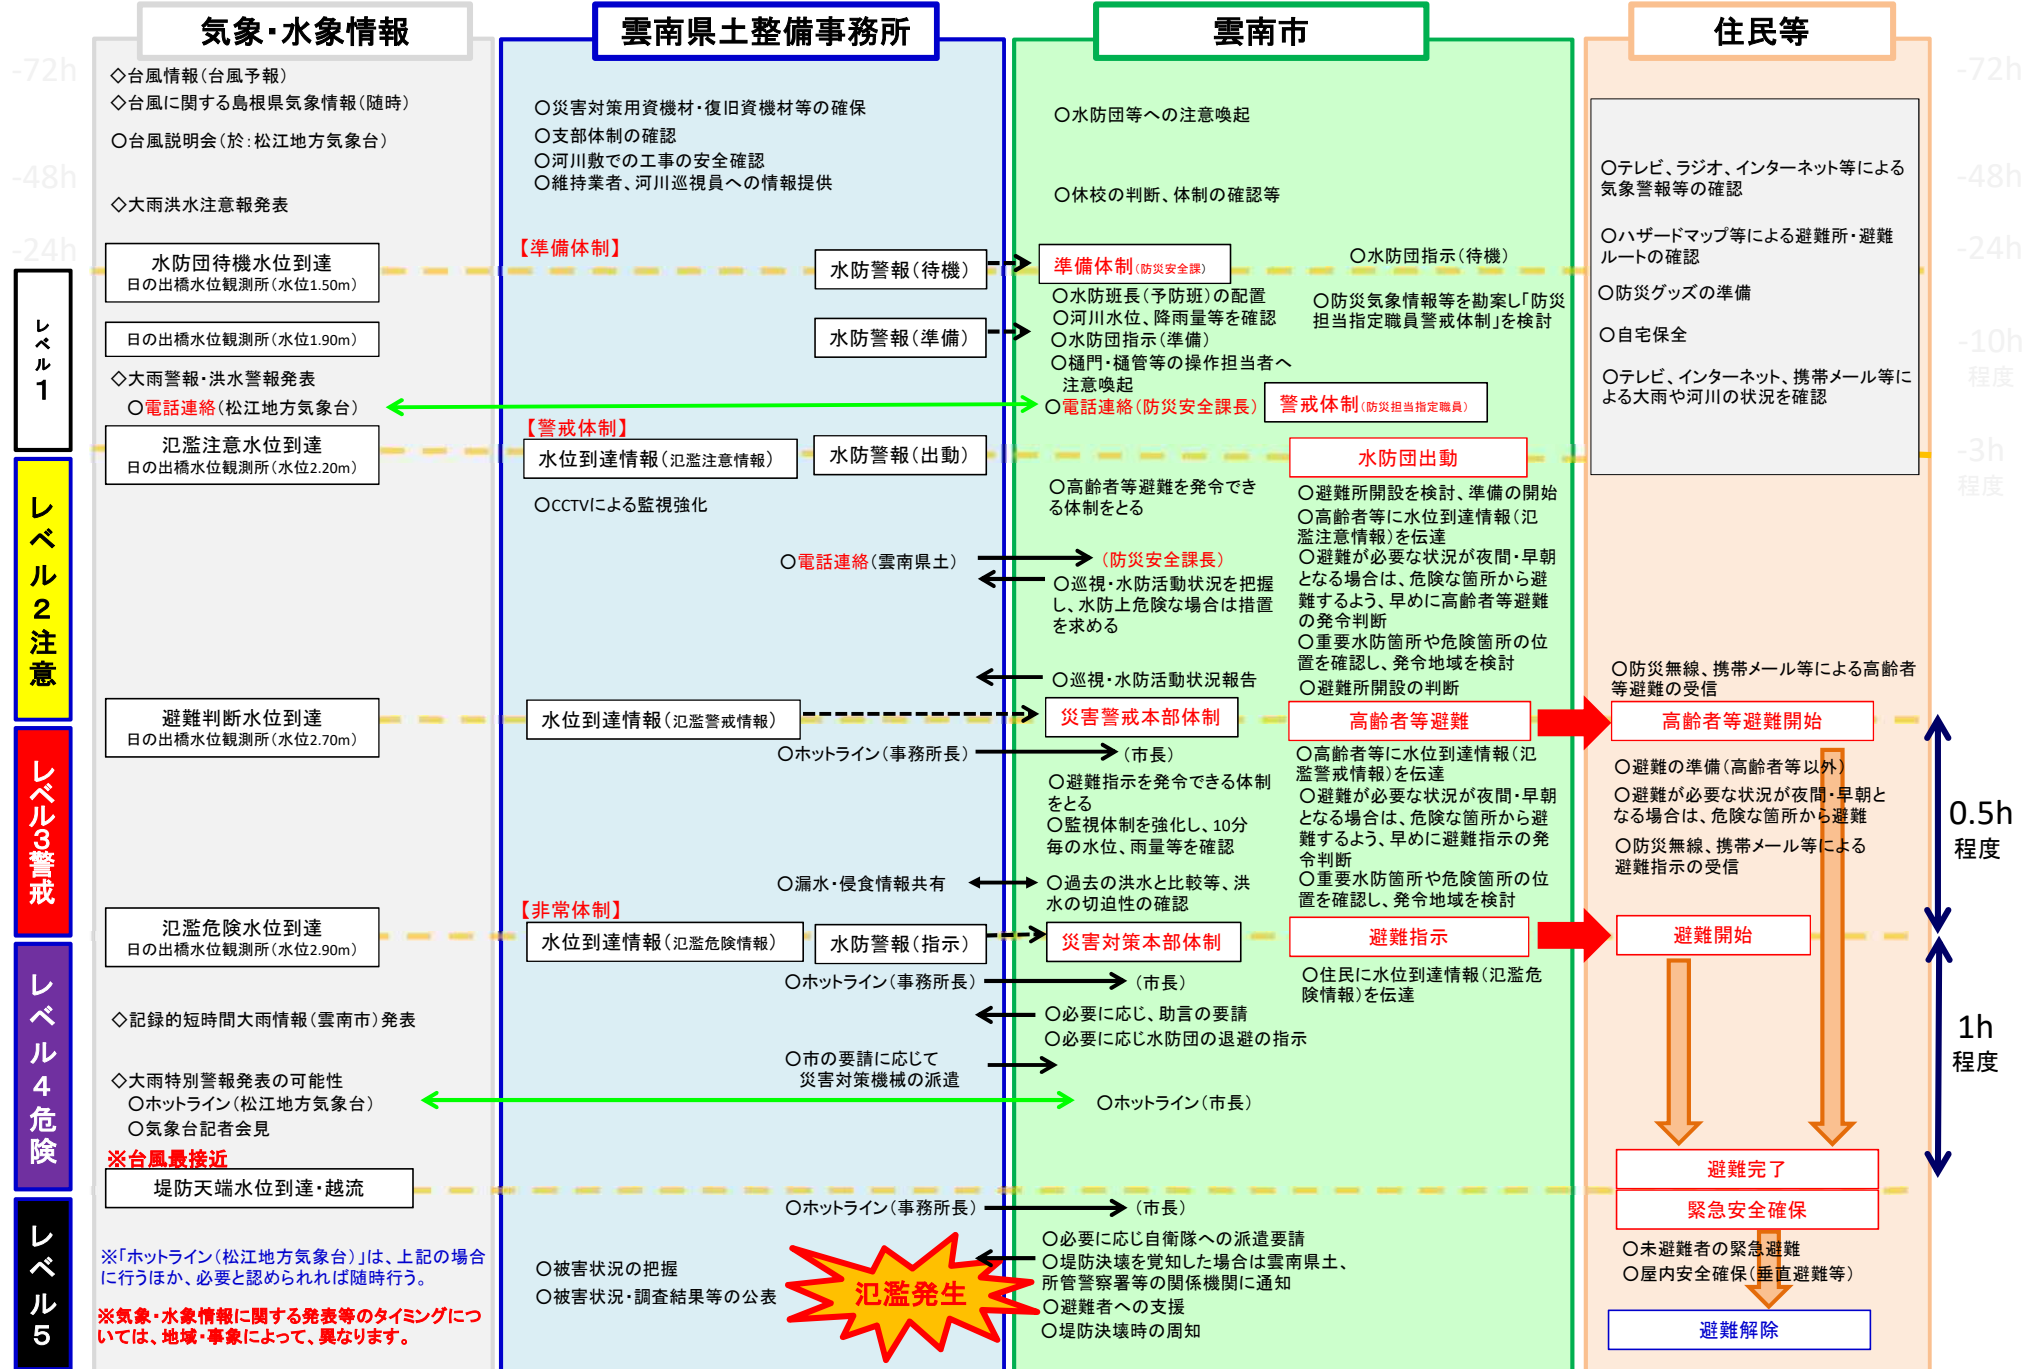 気象・水象情報
雲南県土整備事務所
雲南市
住民等
-72h
-48h
-24h
レベル1
レベル2注意
レベル3警戒
レベル4危険
レベル5
◇台風情報(台風予報)
◇台風に関する島根県気象情報(随時)
○台風説明会(於:松江地方気象台)
◇大雨洪水注意報発表
水防団待機水位到達
日の出橋水位観測所(水位1.50m)
日の出橋水位観測所(水位1.90m)
◇大雨警報・洪水警報発表
○電話連絡(松江地方気象台)
氾濫注意水位到達
日の出橋水位観測所(水位2.20m)
避難判断水位到達
日の出橋水位観測所(水位2.70m)
氾濫危険水位到達
日の出橋水位観測所(水位2.90m)
◇記録的短時間大雨情報(雲南市)発表
◇大雨特別警報発表の可能性
○ホットライン(松江地方気象台)
○気象台記者会見
※台風最接近
堤防天端水位到達・越流
※「ホットライン(松江地方気象台)」は、上記の場合
に行うほか、必要と認められれば随時行う。
※気象・水象情報に関する発表等のタイミングにつ
いては、地域・事象によって、異なります。
○災害対策用資機材・復旧資機材等の確保
○支部体制の確認
○河川敷での工事の安全確認
○維持業者、河川巡視員への情報提供
【準備体制】
水防警報(待機)
水防警報(準備)
【警戒体制】
水位到達情報(氾濫注意情報)
水防警報(出動)
○CCTVによる監視強化
○電話連絡(雲南県土)
水位到達情報(氾濫警戒情報)
○ホットライン(事務所長)
○漏水・侵食情報共有
【非常体制】
水位到達情報(氾濫危険情報)
水防警報(指示)
○ホットライン(事務所長)
○市の要請に応じて
災害対策機械の派遣
○ホットライン(事務所長)
○被害状況の把握
○被害状況・調査結果等の公表
氾濫発生
○水防団等への注意喚起
○休校の判断、体制の確認等
準備体制(防災安全課)
○水防班長(予防班)の配置
○河川水位、降雨量等を確認
○水防団指示(準備)
○樋門・樋管等の操作担当者へ
注意喚起
○電話連絡(防災安全課長)
○水防団指示(待機)
○防災気象情報等を勘案し「防災
担当指定職員警戒体制」を検討
警戒体制(防災担当指定職員)
水防団出動
○高齢者等避難を発令でき
る体制をとる
(防災安全課長)
○巡視・水防活動状況を把握
し、水防上危険な場合は措置
を求める
○巡視・水防活動状況報告
○避難所開設を検討、準備の開始
○高齢者等に水位到達情報(氾
濫注意情報)を伝達
○避難が必要な状況が夜間・早朝
となる場合は、危険な箇所から避
難するよう、早めに高齢者等避難
の発令判断
○重要水防箇所や危険箇所の位
置を確認し、発令地域を検討
○避難所開設の判断
災害警戒本部体制
高齢者等避難
(市長)
○避難指示を発令できる体制
をとる
○監視体制を強化し、10分
毎の水位、雨量等を確認
○過去の洪水と比較等、洪
水の切迫性の確認
○高齢者等に水位到達情報(氾
濫警戒情報)を伝達
○避難が必要な状況が夜間・早朝
となる場合は、危険な箇所から避
難するよう、早めに避難指示の発
令判断
○重要水防箇所や危険箇所の位
置を確認し、発令地域を検討
災害対策本部体制
避難指示
(市長)
○住民に水位到達情報(氾濫危
険情報)を伝達
○必要に応じ、助言の要請
○必要に応じ水防団の退避の指示
○ホットライン(市長)
(市長)
○必要に応じ自衛隊への派遣要請
○堤防決壊を覚知した場合は雲南県土、
所管警察署等の関係機関に通知
○避難者への支援
○堤防決壊時の周知
○テレビ、ラジオ、インターネット等による
気象警報等の確認
○ハザードマップ等による避難所・避難
ルートの確認
○防災グッズの準備
○自宅保全
○テレビ、インターネット、携帯メール等に
よる大雨や河川の状況を確認
○防災無線、携帯メール等による高齢者
等避難の受信
高齢者等避難開始
○避難の準備(高齢者等以外)
○避難が必要な状況が夜間・早朝と
なる場合は、危険な箇所から避難
○防災無線、携帯メール等による
避難指示の受信
避難開始
避難完了
緊急安全確保
○未避難者の緊急避難
○屋内安全確保(垂直避難等)
避難解除
-72h
-48h
-24h
-10h
程度
-3h
程度
0.5h
程度
1h
程度